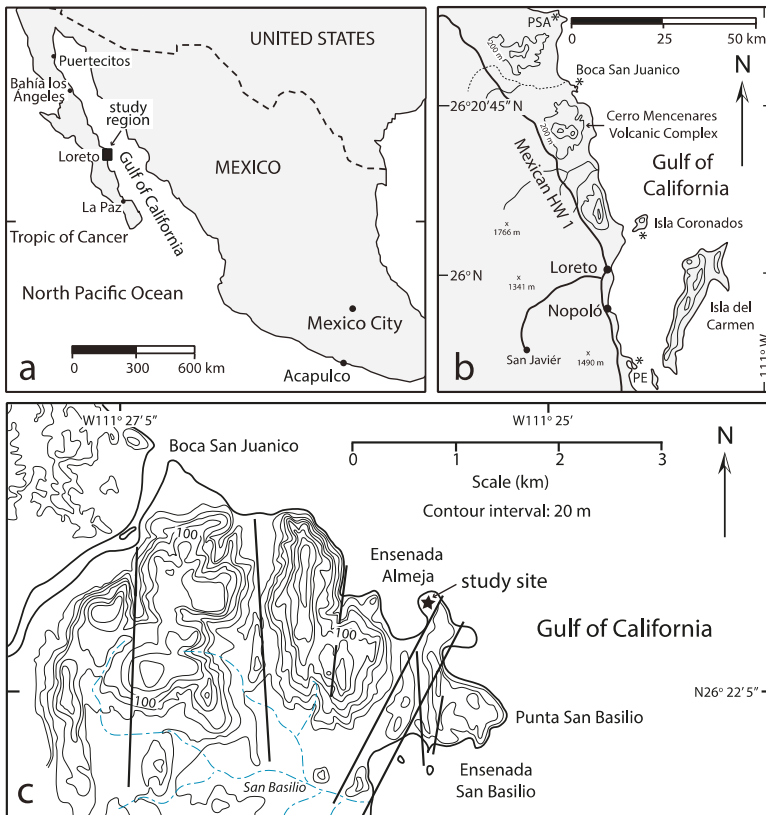 UNITED STATES
Puertecitos
Bahía los
Ángeles
study
region
Loreto
Gulf of California
MEXICO
La Paz
Tropic of Cancer
North Pacific Ocean
Mexico City
Acapulco
0 300 600 km
a
PSA
0 25 50 km
200 m
Boca San Juanico
N
26° 20' 45” N
Cerro Mencenares
Volcanic Complex
200 m
Mexican HW 1
Gulf of
California
x
1766 m
Isla Coronados
Loreto
26° N
x
1341 m
Nopoló
Isla del
Carmen
San Javiér
x
1490 m
PE
111° W
b
W111° 27' 5''
W111° 25'
Boca San Juanico
0 1 2 3
Scale (km)
Contour interval: 20 m
N
100
Ensenada
Almeja
study site
Gulf of California
100
100
N26° 22' 5''
Punta San Basilio
Ensenada
San Basilio
San Basilio
c